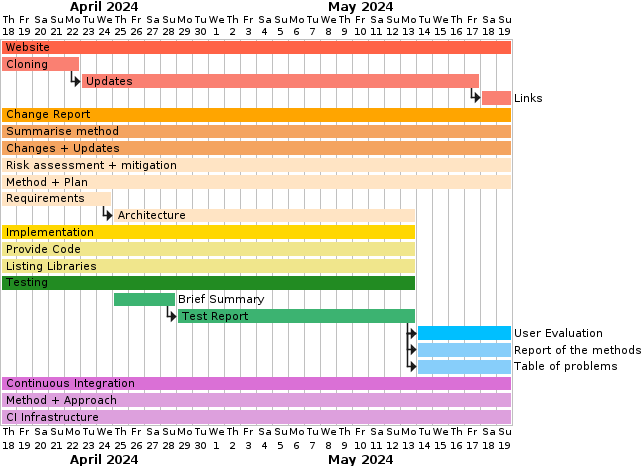 April 2024 May 2024
Th Fr Sa Su Mo Tu We Th Fr Sa Su Mo Tu We Th Fr Sa Su Mo Tu We Th Fr Sa Su Mo Tu We Th Fr Sa Su
18 19 20 21 22 23 24 25 26 27 28 29 30 1 2 3 4 5 6 7 8 9 10 11 12 13 14 15 16 17 18 19
Website
Cloning
Updates
Links
Change Report
Summarise method
Changes + Updates
Risk assessment + mitigation
Method + Plan
Requirements
Architecture
Implementation
Provide Code
Listing Libraries
Testing
Brief Summary
Test Report
User Evaluation
Report of the methods
Table of problems
Continuous Integration
Method + Approach
CI Infrastructure
Th Fr Sa Su Mo Tu We Th Fr Sa Su Mo Tu We Th Fr Sa Su Mo Tu We Th Fr Sa Su Mo Tu We Th Fr Sa Su
18 19 20 21 22 23 24 25 26 27 28 29 30 1 2 3 4 5 6 7 8 9 10 11 12 13 14 15 16 17 18 19
April 2024 May 2024